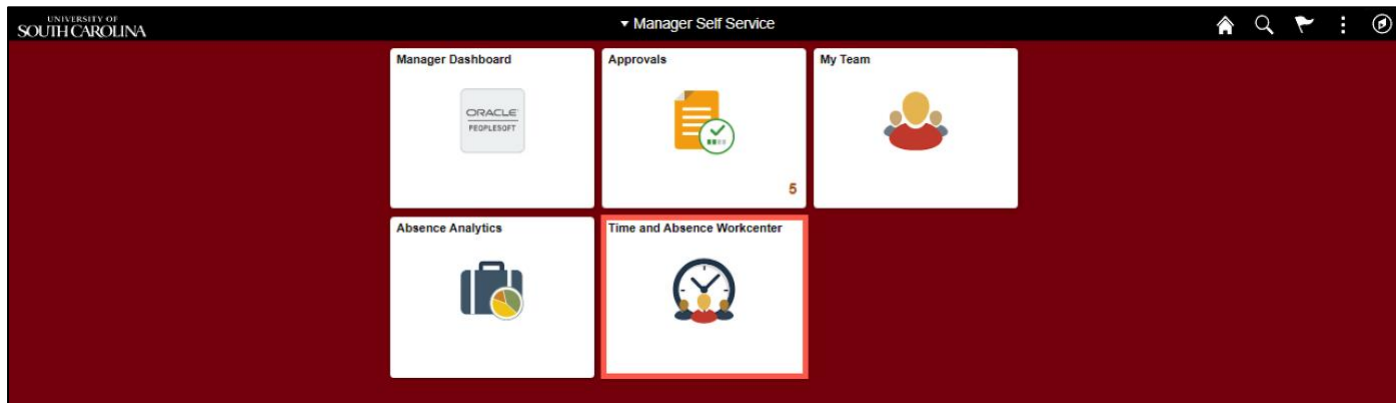 UNIVERSITY OF
SOUTH CAROLINA
Manager Self Service
Manager Dashboard
ORACLE
PEOPLESOFT
Approvals
5
My Team
Absence Analytics
Time and Absence Workcenter